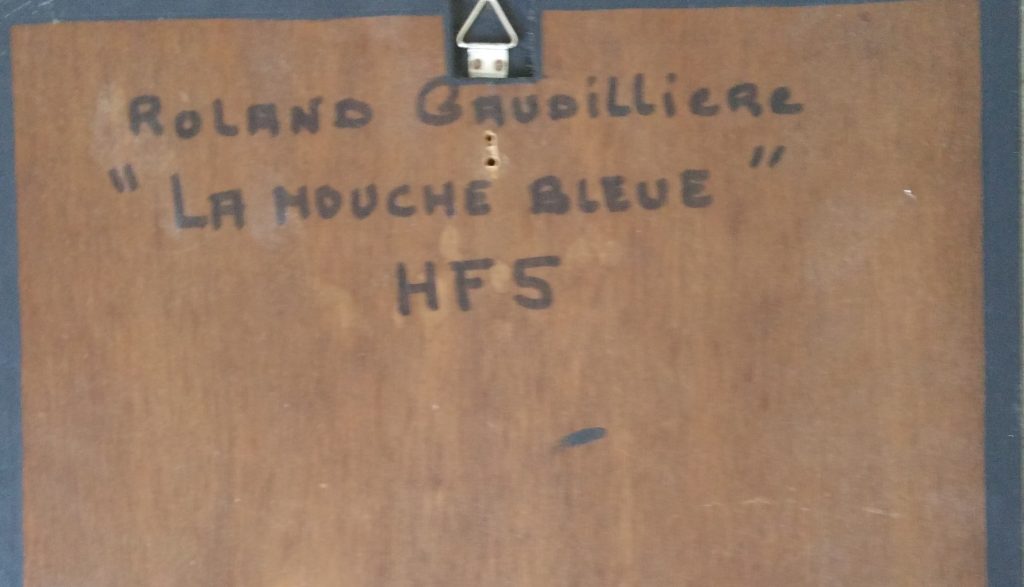 ROLAND GAUDILLIERE
" LA MOUCHE BLEUE "
HF5